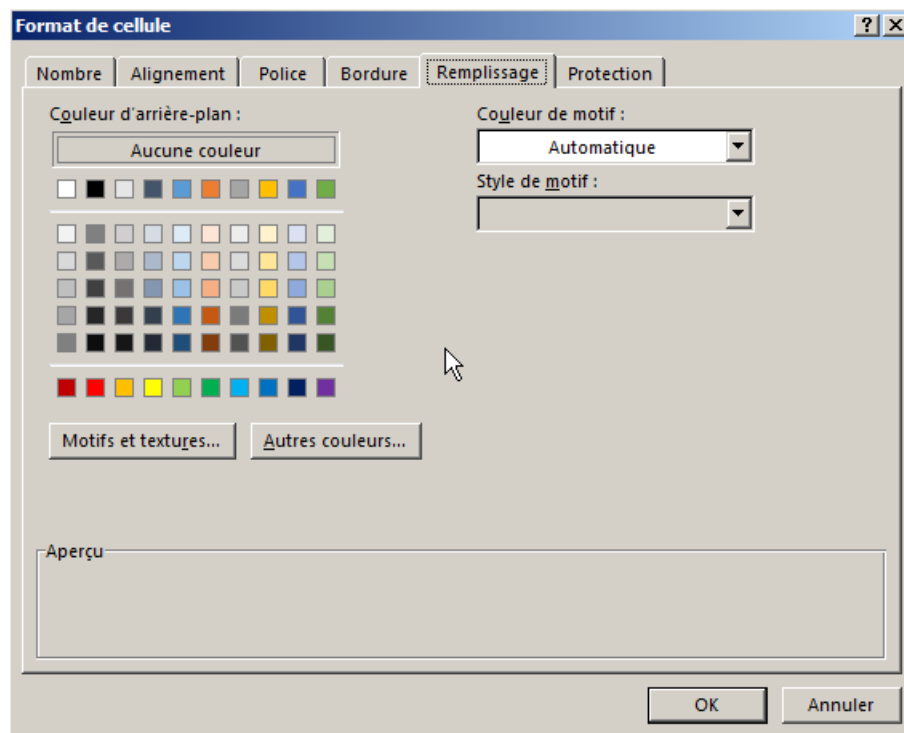 Format de cellule
Nombre Alignement Police Bordure Remplissage Protection
Couleur d'arrière-plan :
Aucune couleur
Couleur de motif :
Automatique
Style de motif :
Motifs et textures... Autres couleurs...
Aperçu
OK Annuler